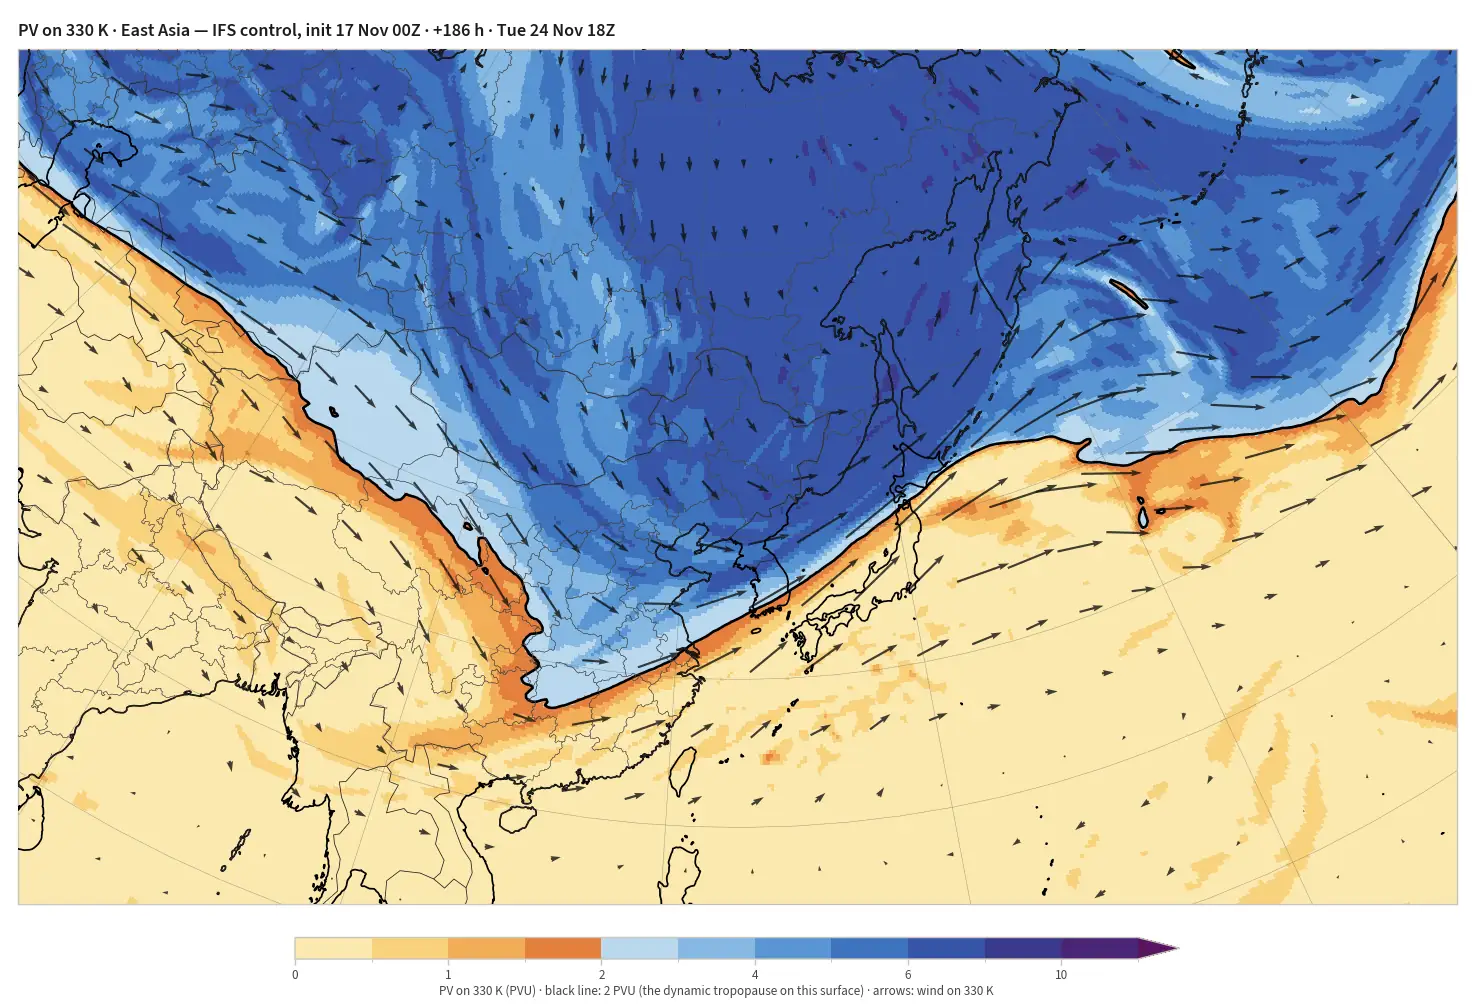 PV on 330 K · East Asia — IFS control, init 17 Nov 00Z · +186 h · Tue 24 Nov 18Z
0 1 2 4 6 10
PV on 330 K (PVU) · black line: 2 PVU (the dynamic tropopause on this surface) · arrows: wind on 330 K